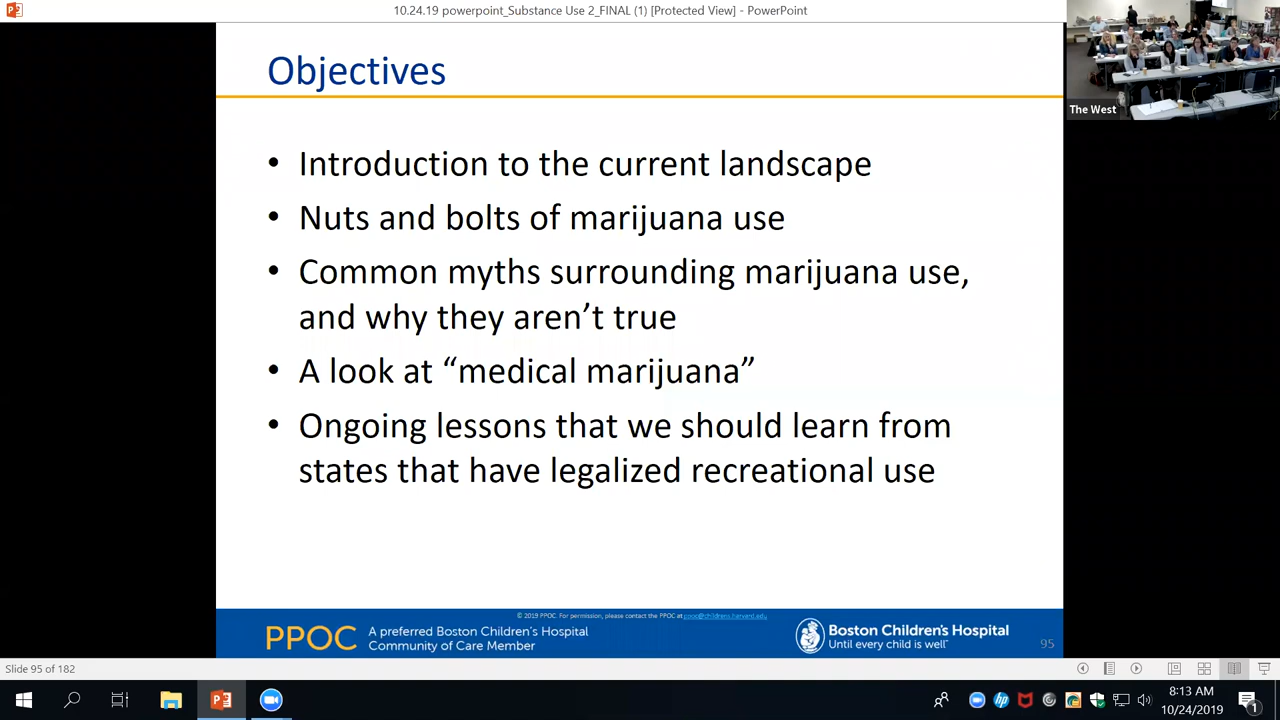 10.24.19 powerpoint_Substance Use 2_FINAL (1) [Protected View] - PowerPoint
The West
Objectives
• Introduction to the current landscape
• Nuts and bolts of marijuana use
• Common myths surrounding marijuana use,
and why they aren’t true
• A look at “medical marijuana”
• Ongoing lessons that we should learn from
states that have legalized recreational use
© 2019 PPOC. For permission, please contact the PPOC at ppoc@childrens.harvard.edu
PPOC
A preferred Boston Children's Hospital
Community of Care Member
Boston Children's Hospital
Until every child is well™
95
Slide 95 of 182
8:13 AM
10/24/2019
1